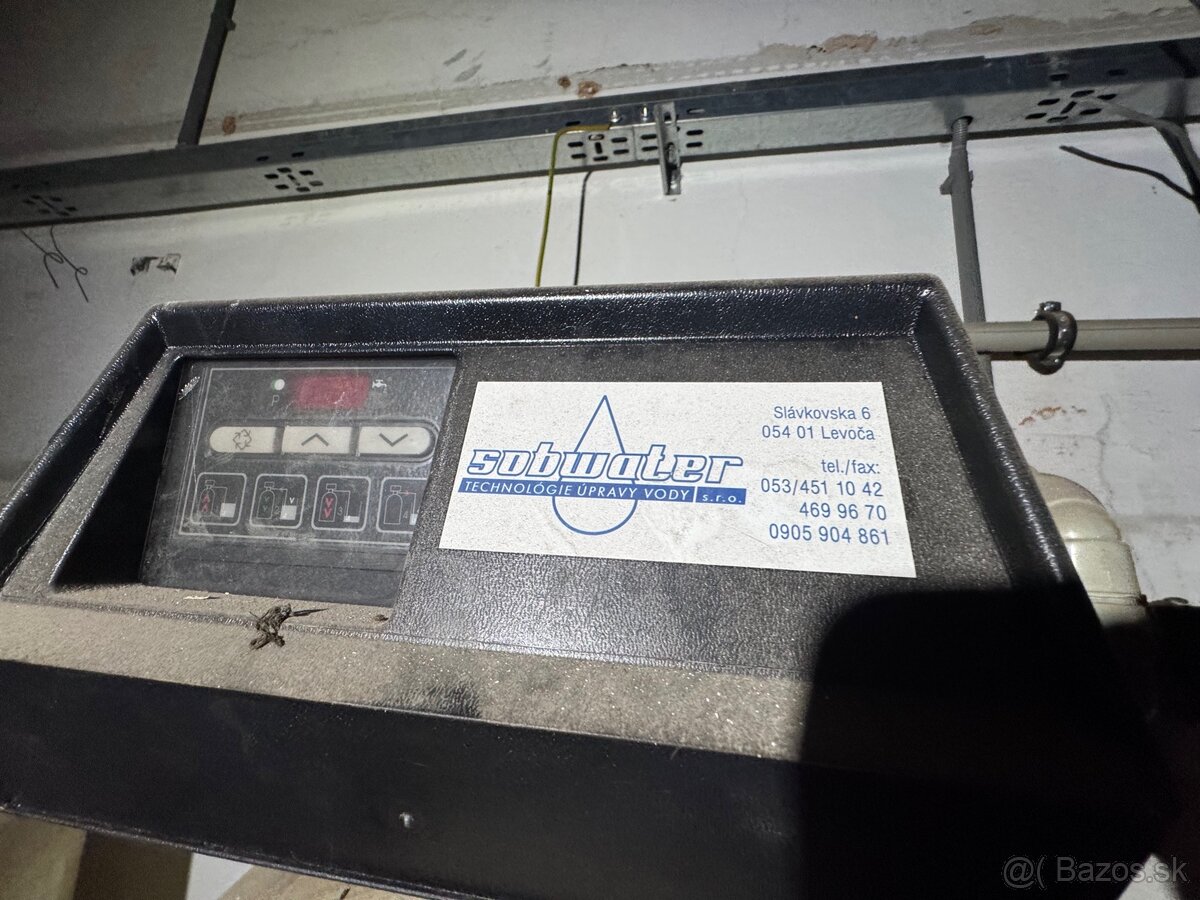 P
sobwater
TECHNOLÓGIE ÚPRAVY VODY s.r.o.
Slávkovska 6
054 01 Levoča
tel./fax:
053/451 10 42
469 96 70
0905 904 861
@( Bazos.sk